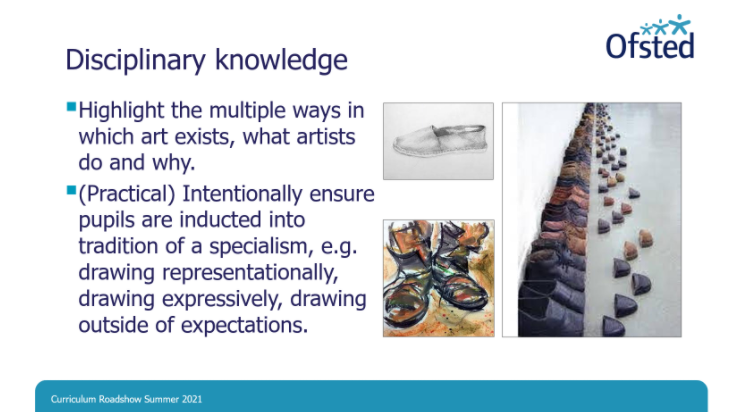 Ofsted
Disciplinary knowledge
Highlight the multiple ways in
which art exists, what artists
do and why.
(Practical) Intentionally ensure
pupils are inducted into
tradition of a specialism, e.g.
drawing representationally,
drawing expressively, drawing
outside of expectations.
Curriculum Roadshow Summer 2021